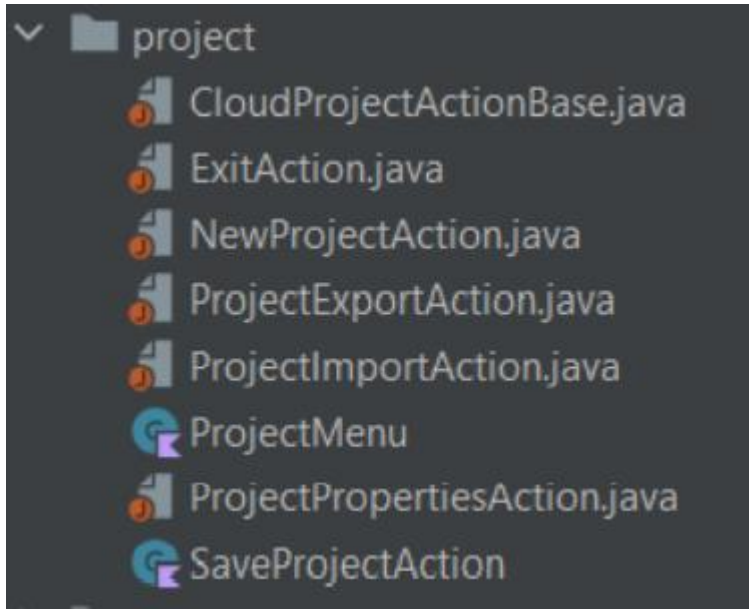 project
CloudProjectActionBase.java
ExitAction.java
NewProjectAction.java
ProjectExportAction.java
ProjectImportAction.java
ProjectMenu
ProjectPropertiesAction.java
SaveProjectAction